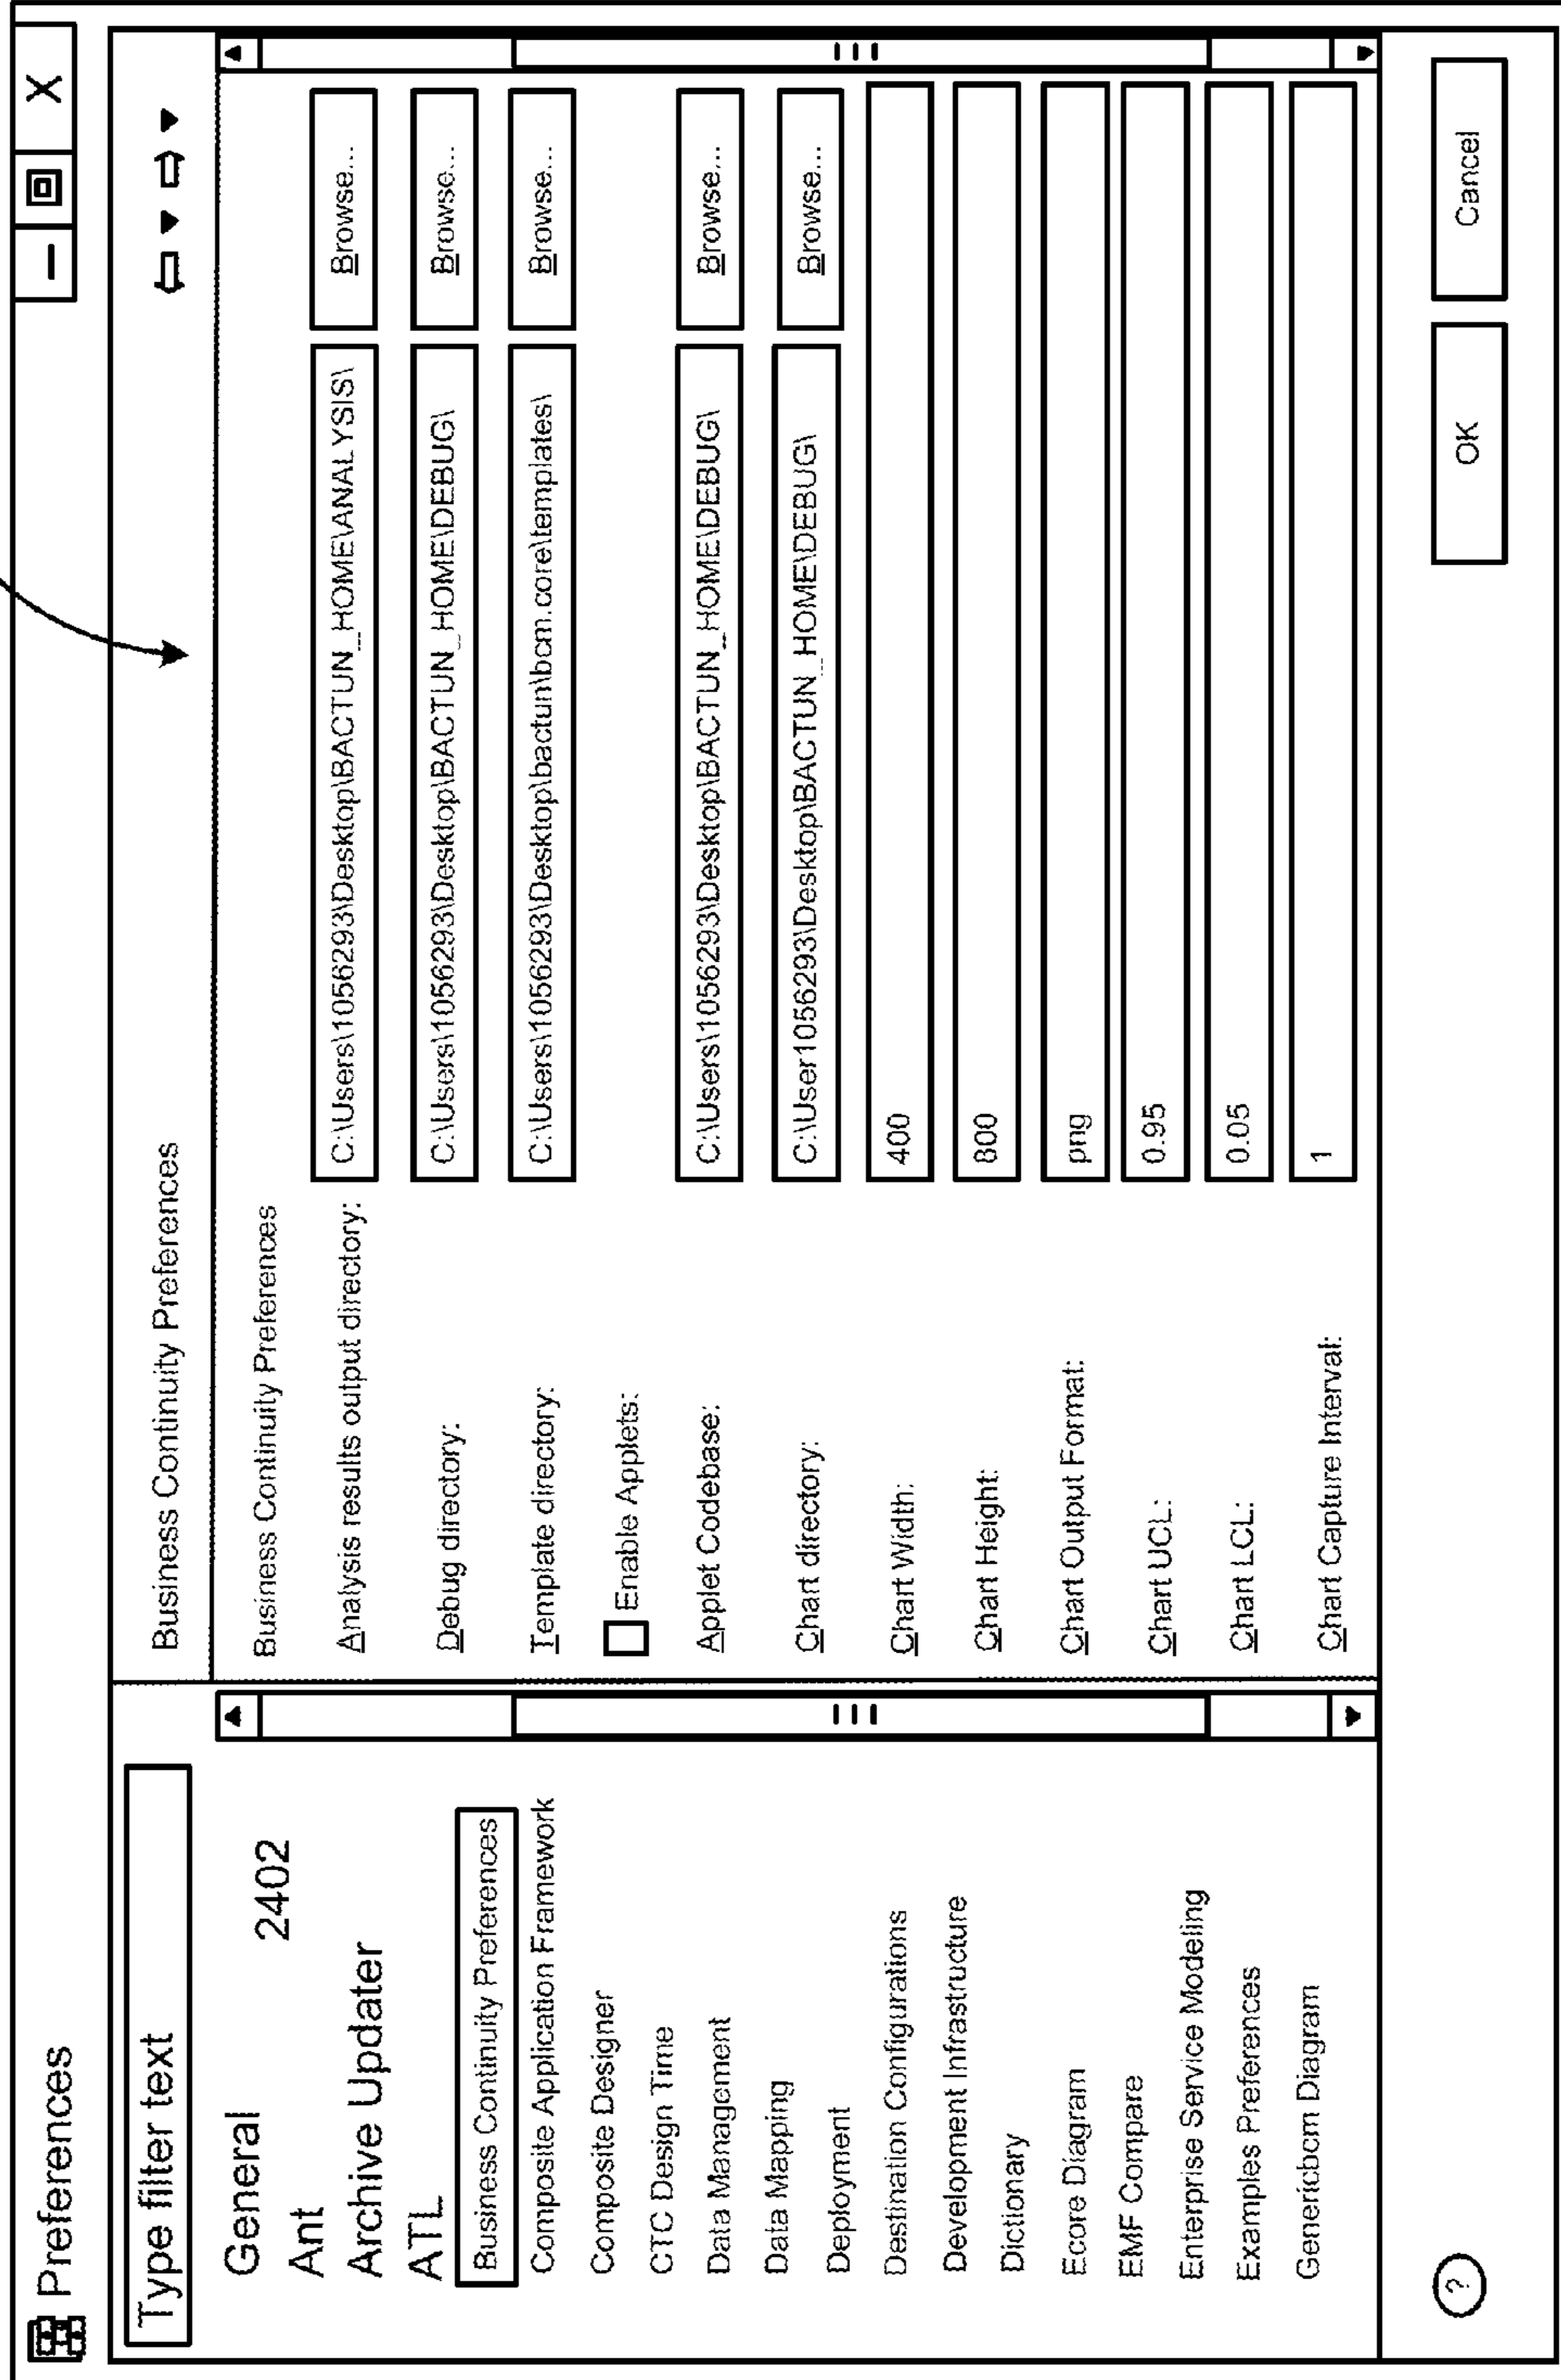 Preferences
X
Type filter text
General
2402
Ant
Archive Updater
ATL
Business Continuity Preferences
Composite Application Framework
Composite Designer
CTC Design Time
Data Management
Data Mapping
Deployment
Destination Configurations
Development Infrastructure
Dictionary
Ecore Diagram
EMF Compare
Enterprise Service Modeling
Examples Preferences
Genericbcm Diagram
Business Continuity Preferences
Business Continuity Preferences
Analysis results output directory: C:\Users\1056293\Desktop\BACTUN_HOME\ANALYSIS\ Browse...
Debug directory: C:\Users\1056293\Desktop\BACTUN_HOME\DEBUG\ Browse...
Template directory: C:\Users\1056293\Desktop\bactun\bcm.core\templates\ Browse...
Enable Applets:
Applet Codebase: C:\Users\1056293\Desktop\BACTUN_HOME\DEBUG\ Browse...
Chart directory: C:\User1056293\Desktop\BACTUN_HOME\DEBUG\ Browse...
Chart Width: 400
Chart Height: 800
Chart Output Format: png
Chart UCL: 0.95
Chart LCL: 0.05
Chart Capture Interval: 1
?
OK
Cancel